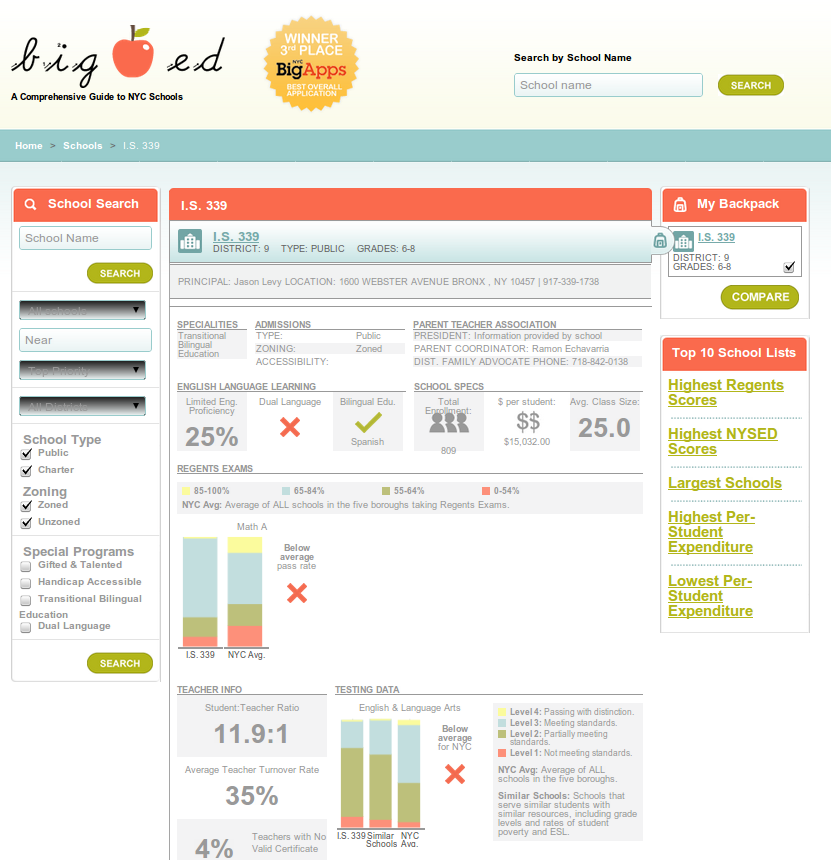 big ed
A Comprehensive Guide to NYC Schools
WINNER
3rd PLACE
NYC
BigApps
BEST OVERALL
APPLICATION
Search by School Name
School name
SEARCH
Home > Schools > I.S. 339
School Search
School Name
SEARCH
All schools
Near
Top Priority
All Districts
School Type
Public
Charter
Zoning
Zoned
Unzoned
Special Programs
Gifted & Talented
Handicap Accessible
Transitional Bilingual
Education
Dual Language
SEARCH
I.S. 339
I.S. 339
DISTRICT: 9 TYPE: PUBLIC GRADES: 6-8
PRINCIPAL: Jason Levy LOCATION: 1600 WEBSTER AVENUE BRONX , NY 10457 | 917-339-1738
SPECIALITIES
Transitional
Bilingual
Education
ADMISSIONS
TYPE: Public
ZONING: Zoned
ACCESSIBILITY:
PARENT TEACHER ASSOCIATION
PRESIDENT: Information provided by school
PARENT COORDINATOR: Ramon Echavarria
DIST. FAMILY ADVOCATE PHONE: 718-842-0138
ENGLISH LANGUAGE LEARNING
Limited Eng.
Proficiency
25%
Dual Language
Bilingual Edu.
Spanish
SCHOOL SPECS
Total
Enrollment:
809
$ per student:
$$
$15,032.00
Avg. Class Size:
25.0
REGENTS EXAMS
85-100% 65-84% 55-64% 0-54%
NYC Avg: Average of ALL schools in the five boroughs taking Regents Exams.
Math A
Below
average
pass rate
I.S. 339 NYC Avg.
TEACHER INFO
Student:Teacher Ratio
11.9:1
Average Teacher Turnover Rate
35%
4%
Teachers with No
Valid Certificate
TESTING DATA
English & Language Arts
Below
average
for NYC
I.S. 339 Similar Schools NYC Avg.
Level 4: Passing with distinction.
Level 3: Meeting standards.
Level 2: Partially meeting
standards.
Level 1: Not meeting standards.
NYC Avg: Average of ALL
schools in the five boroughs.
Similar Schools: Schools that
serve similar students with
similar resources, including grade
levels and rates of student
poverty and ESL.
My Backpack
I.S. 339
DISTRICT: 9
GRADES: 6-8
COMPARE
Top 10 School Lists
Highest Regents
Scores
Highest NYSED
Scores
Largest Schools
Highest Per-
Student
Expenditure
Lowest Per-
Student
Expenditure